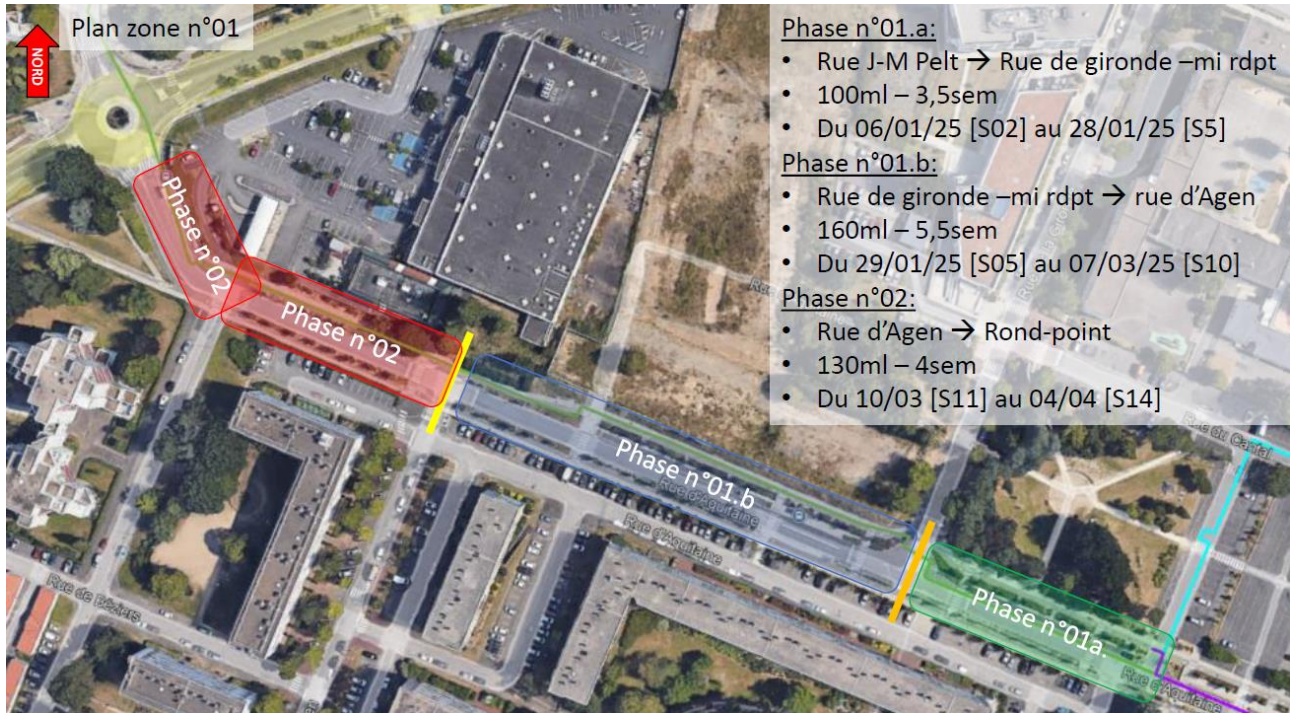 Plan zone n°01
NORD
Phase n°01.a:
• Rue J-M Pelt → Rue de gironde –mi rdpt
• 100ml – 3,5sem
• Du 06/01/25 [S02] au 28/01/25 [S5]
Phase n°01.b:
• Rue de gironde –mi rdpt → rue d’Agen
• 160ml – 5,5sem
• Du 29/01/25 [S05] au 07/03/25 [S10]
Phase n°02:
• Rue d’Agen → Rond-point
• 130ml – 4sem
• Du 10/03 [S11] au 04/04 [S14]
Phase n°02
Phase n°02
Phase n°01.b
Rue d'Aquitaine
Rue d'Aquitaine
Rue du Cantal
Phase n°01a.
Rue d'Aquitaine
Rue de Béziers